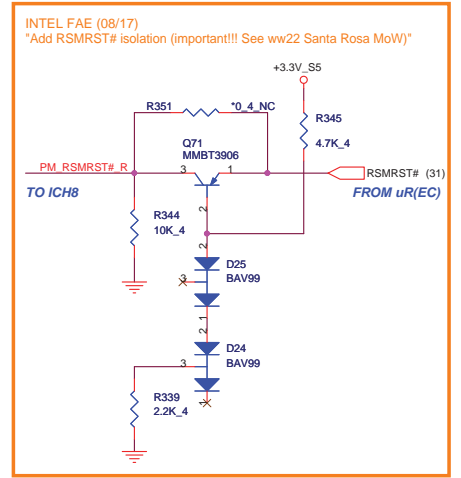 INTEL FAE (08/17)
"Add RSMRST# isolation (important!!! See ww22 Santa Rosa MoW)"
+3.3V_S5
R351
*0_4_NC
R345
4.7K_4
Q71
MMBT3906
PM_RSMRST#_R
3
1
RSMRST# (31)
TO ICH8
FROM uR(EC)
2
R344
10K_4
2
D25
BAV99
3
1
2
D24
BAV99
3
R339
2.2K_4
1